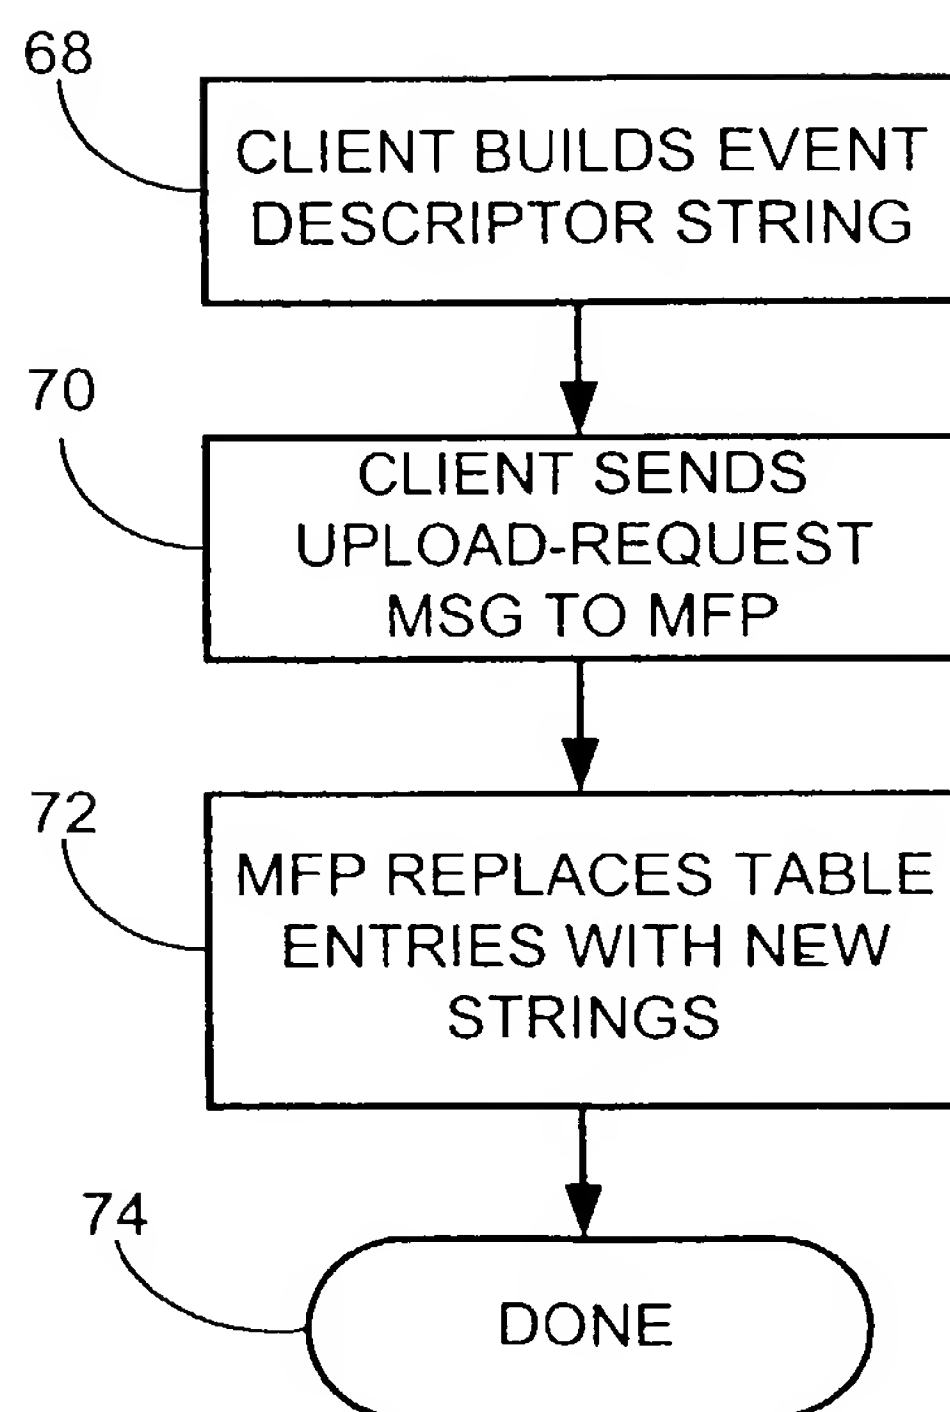 68
CLIENT BUILDS EVENT
DESCRIPTOR STRING
70
CLIENT SENDS
UPLOAD-REQUEST
MSG TO MFP
72
MFP REPLACES TABLE
ENTRIES WITH NEW
STRINGS
74
DONE